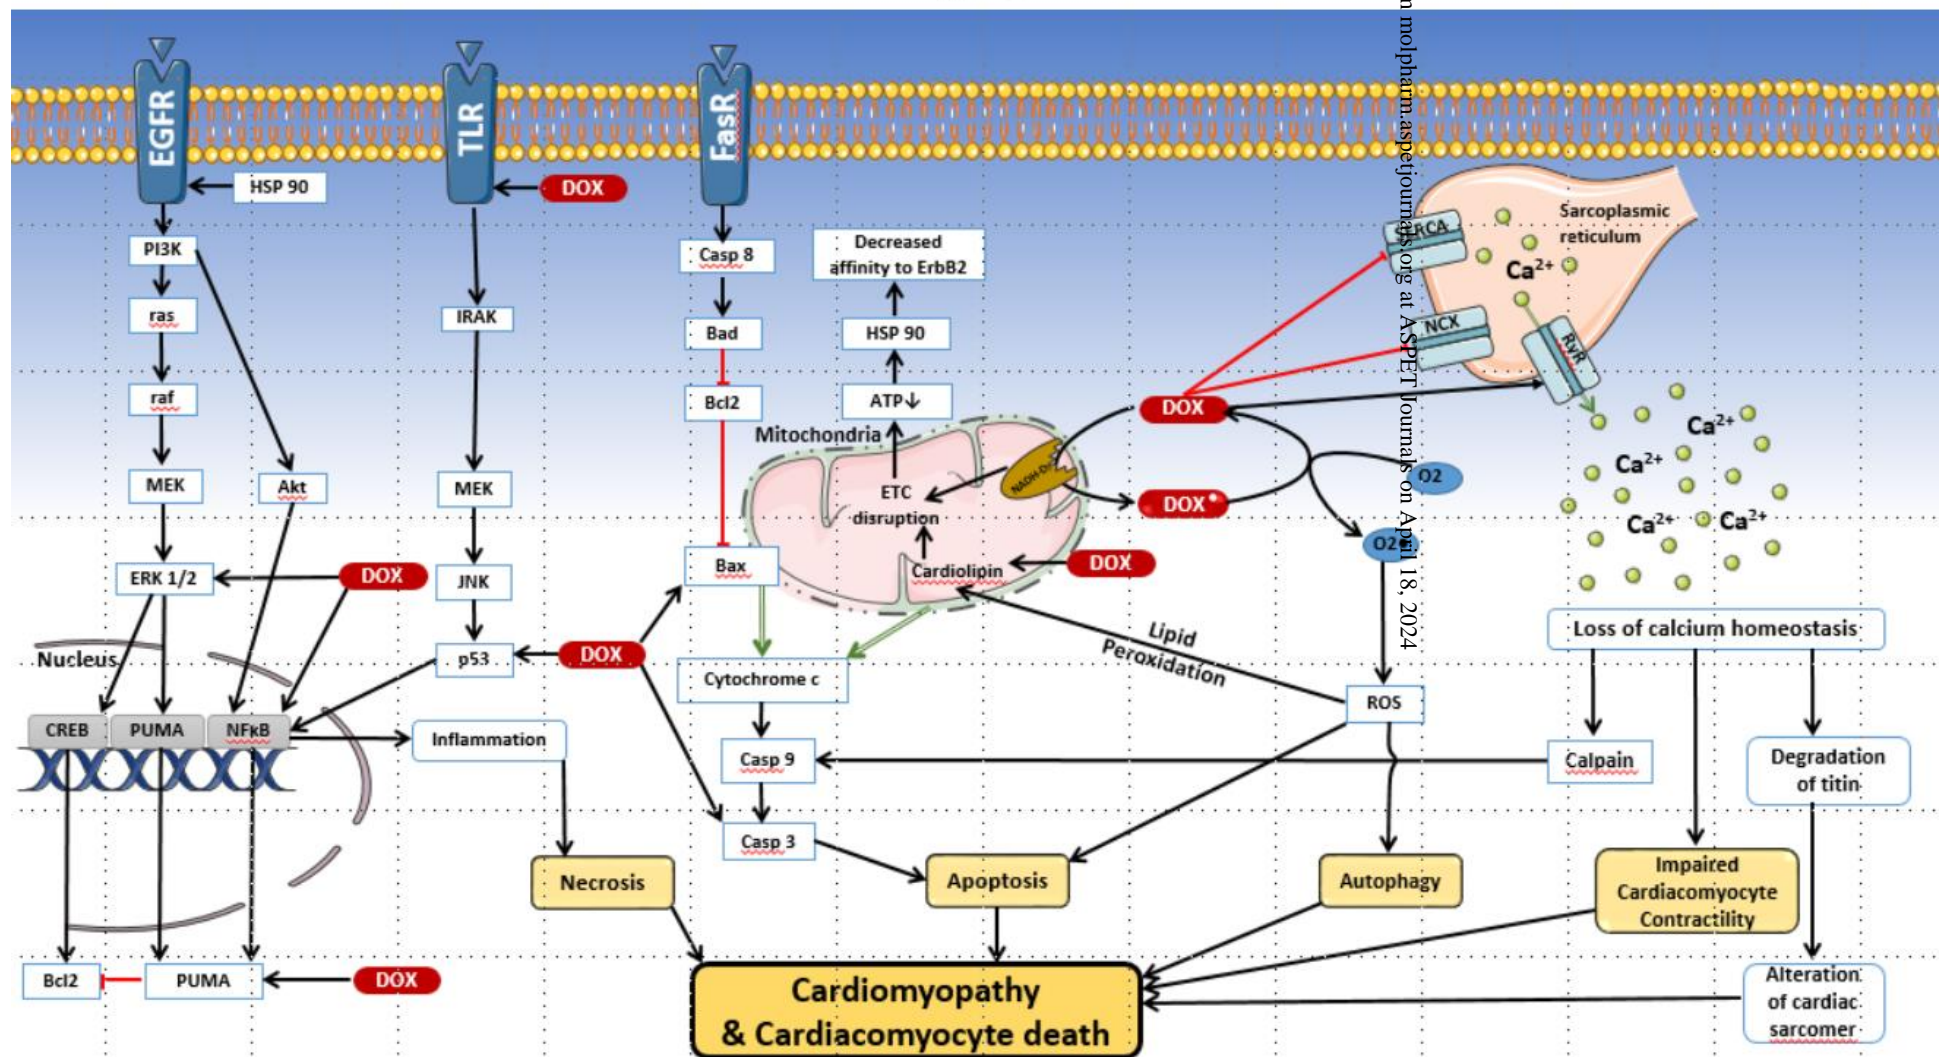 n molpharm.aspetjournals.org at ASPET Journals on April 18, 2024
EGFR
TLR
FasR
HSP 90
DOX
PI3K
ras
raf
MEK
Akt
ERK 1/2
DOX
Nucleus
CREB
PUMA
NFκB
Bcl2
PUMA
DOX
IRAK
MEK
JNK
p53
DOX
Inflammation
Necrosis
Casp 8
Bad
Bcl2
Bax
Cytochrome c
Casp 9
Casp 3
Decreased
affinity to ErbB2
HSP 90
ATP↓
Mitochondria
ETC
disruption
Cardiolipin
DOX
DOX
DOX
O2
ROS
Lipid
Peroxidation
Apoptosis
Autophagy
NCX
RyR
Sarcoplasmic
reticulum
Ca2+
Ca2+
Ca2+
Ca2+
Ca2+
Loss of calcium homeostasis
Calpain
Degradation
of titin
Impaired
Cardiacomyocyte
Contractility
Alteration
of cardiac
sarcomer
Cardiomyopathy
& Cardiacomyocyte death